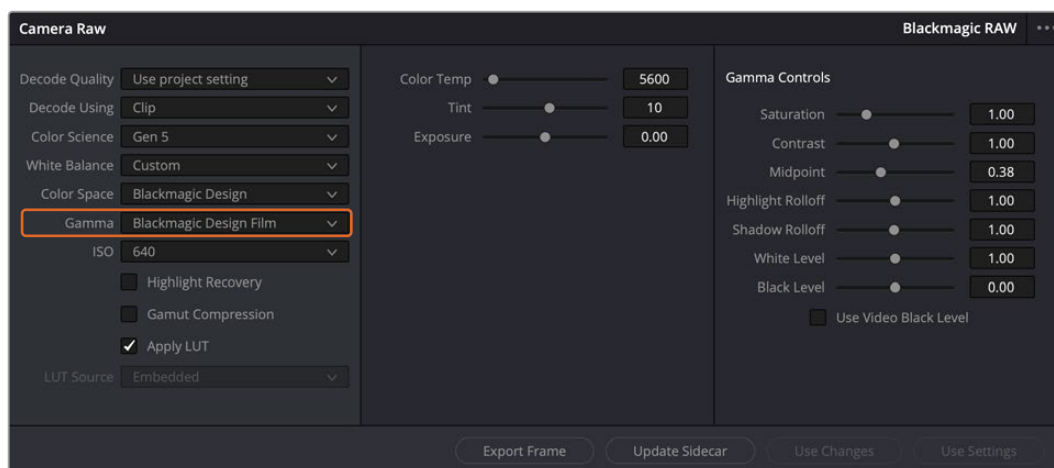 Camera Raw
Blackmagic RAW
Decode Quality Use project setting
Decode Using Clip
Color Science Gen 5
White Balance Custom
Color Space Blackmagic Design
Gamma Blackmagic Design Film
ISO 640
Highlight Recovery
Gamut Compression
Apply LUT
LUT Source Embedded
Color Temp 5600
Tint 10
Exposure 0.00
Gamma Controls
Saturation 1.00
Contrast 1.00
Midpoint 0.38
Highlight Rolloff 1.00
Shadow Rolloff 1.00
White Level 1.00
Black Level 0.00
Use Video Black Level
Export Frame
Update Sidecar
Use Changes
Use Settings